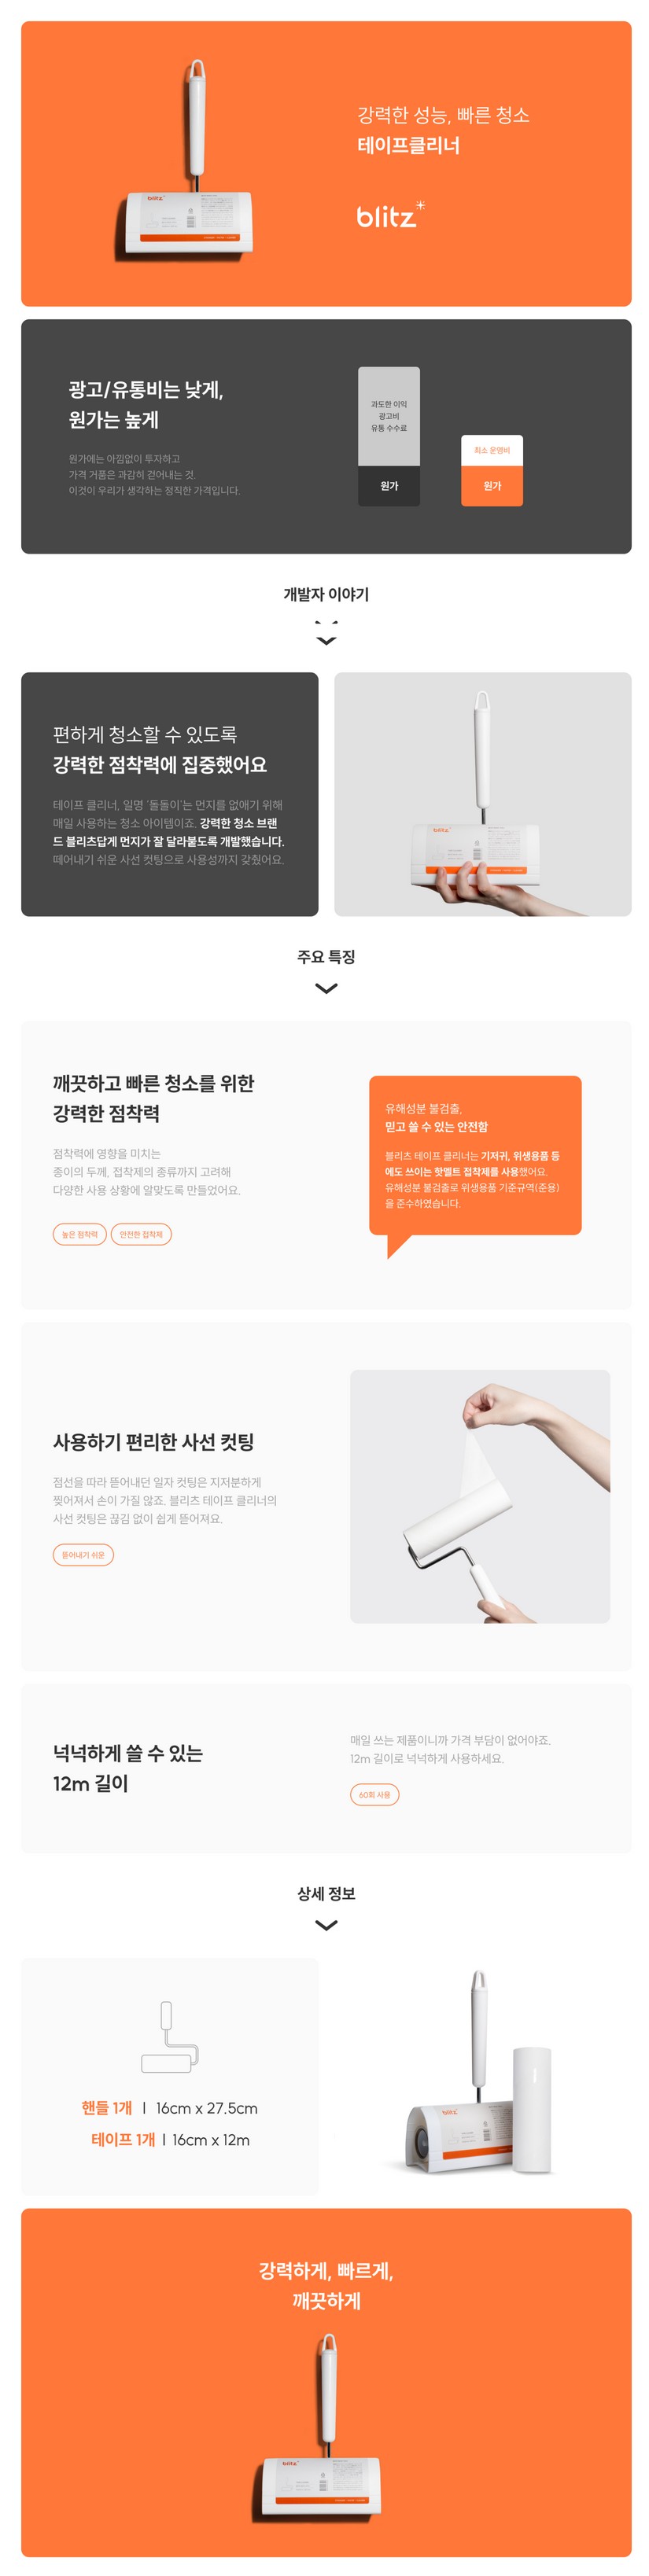 강력한 성능, 빠른 청소
테이프클리너
blitz
blitz
광고/유통비는 낮게,
원가는 높게
원가에는 아낌없이 투자하고
가격 거품은 과감히 걷어내는 것.
이것이 우리가 생각하는 정직한 가격입니다.
과도한 이익
광고비
유통 수수료
원가
최소 운영비
원가
개발자 이야기
편하게 청소할 수 있도록
강력한 점착력에 집중했어요
테이프 클리너, 일명 '돌돌이'는 먼지를 없애기 위해
매일 사용하는 청소 아이템이죠. 강력한 청소 브랜
드 블리츠답게 먼지가 잘 달라붙도록 개발했습니다.
떼어내기 쉬운 사선 컷팅으로 사용성까지 갖췄어요.
blitz
주요 특징
깨끗하고 빠른 청소를 위한
강력한 점착력
점착력에 영향을 미치는
종이의 두께, 접착제의 종류까지 고려해
다양한 사용 상황에 알맞도록 만들었어요.
높은 점착력
안전한 접착제
유해성분 불검출,
믿고 쓸 수 있는 안전함
블리츠 테이프 클리너는 기저귀, 위생용품 등
에도 쓰이는 핫멜트 접착제를 사용했어요.
유해성분 불검출로 위생용품 기준규역(준용)
을 준수하였습니다.
사용하기 편리한 사선 컷팅
점선을 따라 뜯어내던 일자 컷팅은 지저분하게
찢어져서 손이 가질 않죠. 블리츠 테이프 클리너의
사선 컷팅은 끊김 없이 쉽게 뜯어져요.
뜯어내기 쉬운
넉넉하게 쓸 수 있는
12m 길이
매일 쓰는 제품이니까 가격 부담이 없어야죠.
12m 길이로 넉넉하게 사용하세요.
60회 사용
상세 정보
핸들 1개 | 16cm x 27.5cm
테이프 1개 | 16cm x 12m
blitz
강력하게, 빠르게,
깨끗하게
blitz